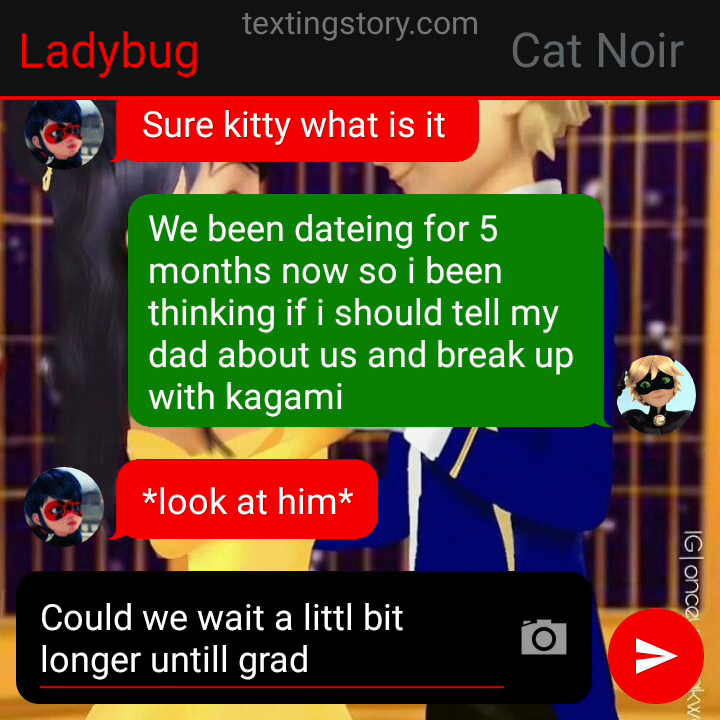 textingstory.com
Ladybug
Cat Noir
Sure kitty what is it
We been dateing for 5
months now so i been
thinking if i should tell my
dad about us and break up
with kagami
*look at him*
Could we wait a littl bit
longer untill grad